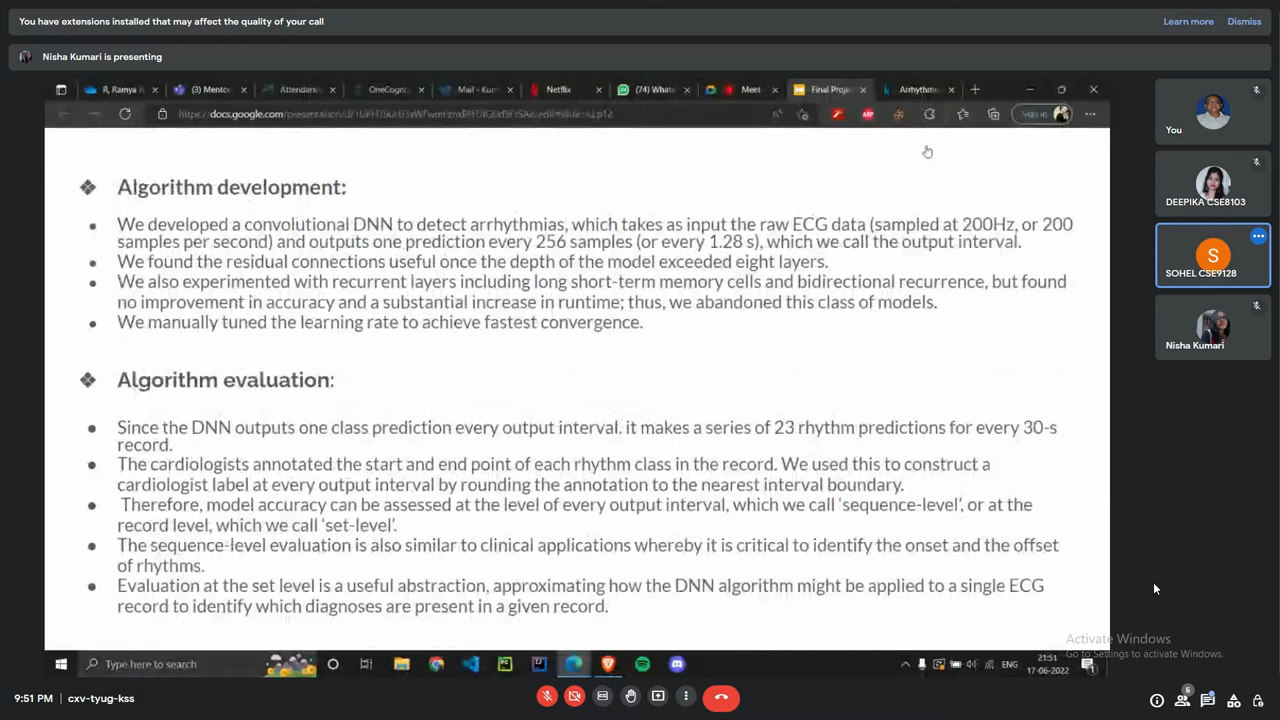 You have extensions installed that may affect the quality of your call
Learn more
Dismiss
Nisha Kumari is presenting
R, Ramya
(3) Mentor
Attendanc
OneCogni
Mail - Kum
Netflix
(74) Whats
Meet
Final Proje
Arrhythm
docs.google.com
You
DEEPIKA CSE8103
S
SOHEL CSE9128
Nisha Kumari
❖ Algorithm development:
• We developed a convolutional DNN to detect arrhythmias, which takes as input the raw ECG data (sampled at 200Hz, or 200
samples per second) and outputs one prediction every 256 samples (or every 1.28 s), which we call the output interval.
• We found the residual connections useful once the depth of the model exceeded eight layers.
• We also experimented with recurrent layers including long short-term memory cells and bidirectional recurrence, but found
no improvement in accuracy and a substantial increase in runtime; thus, we abandoned this class of models.
• We manually tuned the learning rate to achieve fastest convergence.
❖ Algorithm evaluation:
• Since the DNN outputs one class prediction every output interval, it makes a series of 23 rhythm predictions for every 30-s
record.
• The cardiologists annotated the start and end point of each rhythm class in the record. We used this to construct a
cardiologist label at every output interval by rounding the annotation to the nearest interval boundary.
• Therefore, model accuracy can be assessed at the level of every output interval, which we call ‘sequence-level’, or at the
record level, which we call ‘set-level’.
• The sequence-level evaluation is also similar to clinical applications whereby it is critical to identify the onset and the offset
of rhythms.
• Evaluation at the set level is a useful abstraction, approximating how the DNN algorithm might be applied to a single ECG
record to identify which diagnoses are present in a given record.
Activate Windows
Go to Settings to activate Windows.
Type here to search
ENG
21:51
17-06-2022
9:51 PM
cxv-tyug-kss
6